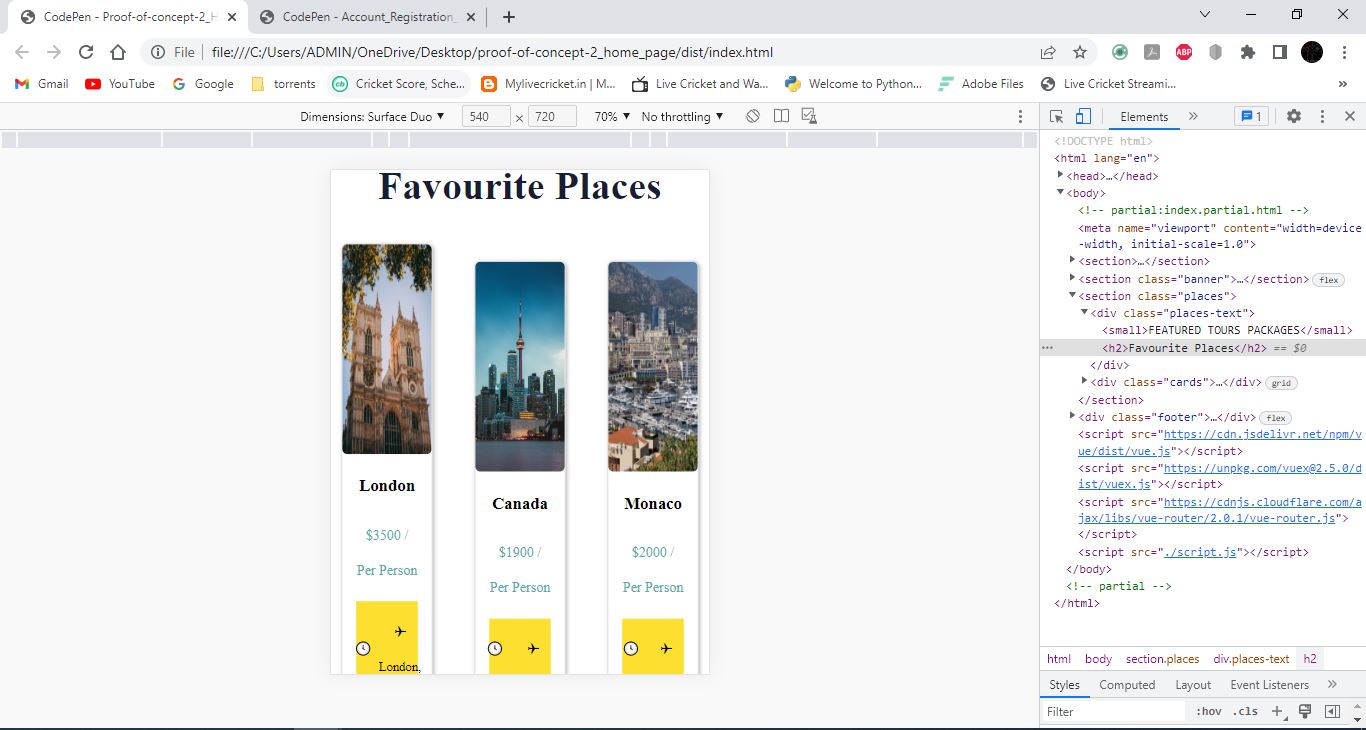 CodePen - Proof-of-concept-2_H
CodePen - Account_Registration_
File
file:///C:/Users/ADMIN/OneDrive/Desktop/proof-of-concept-2_home_page/dist/index.html
ABP
Gmail
YouTube
Google
torrents
Cricket Score, Sche...
Mylivecricket.in | M...
Live Cricket and Wa...
Welcome to Python...
Adobe Files
Live Cricket Streami...
»
Dimensions: Surface Duo ▼
540
×
720
70% ▼
No throttling ▼
Elements
»
1
Favourite Places
London
$3500 /
Per Person
London,
Canada
$1900 /
Per Person
Monaco
$2000 /
Per Person
<!DOCTYPE html>
<html lang="en">
<head>…</head>
<body>
<!-- partial:index.partial.html -->
<meta name="viewport" content="width=device
-width, initial-scale=1.0">
<section>…</section>
<section class="banner">…</section> flex
<section class="places">
<div class="places-text">
<small>FEATURED TOURS PACKAGES</small>
<h2>Favourite Places</h2> == $0
</div>
<div class="cards">…</div> grid
</section>
<div class="footer">…</div> flex
<script src="https://cdn.jsdelivr.net/npm/v
ue/dist/vue.js"></script>
<script src="https://unpkg.com/vuex@2.5.0/d
ist/vuex.js"></script>
<script src="https://cdnjs.cloudflare.com/a
jax/libs/vue-router/2.0.1/vue-router.js">
</script>
<script src="./script.js"></script>
</body>
<!-- partial -->
</html>
html body section.places div.places-text h2
Styles Computed Layout Event Listeners »
Filter :hov .cls +